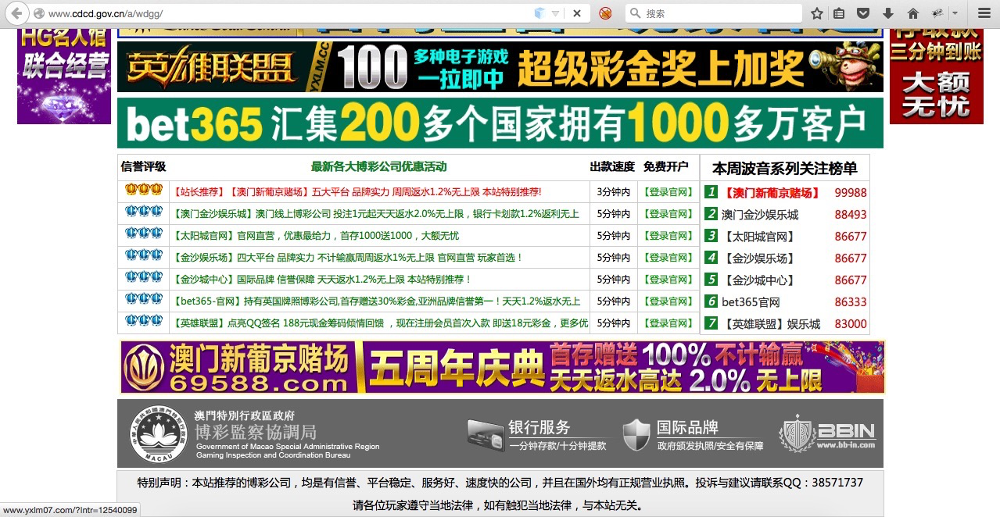 www.cdcd.gov.cn/a/wdgg/
搜索
HG名人馆
联合经营
英雄联盟
YXLM.CC
100
多种电子游戏
一拉即中
超级彩金奖上加奖
存取款
三分钟到账
大额
无忧
bet365 汇集200多个国家拥有1000多万客户
信誉评级 最新各大博彩公司优惠活动 出款速度 免费开户
【站长推荐】【澳门新葡京赌场】五大平台 品牌实力 周周返水1.2%无上限 本站特别推荐! 3分钟内 【登录官网】
【澳门金沙娱乐城】澳门线上博彩公司 投注1元起天天返水2.0%无上限，银行卡划款1.2%返利无上 5分钟内 【登录官网】
【太阳城官网】官网直营，优惠最给力，首存1000送1000，大额无忧 5分钟内 【登录官网】
【金沙娱乐场】四大平台 品牌实力 不计输赢周周返水1%无上限 官网直营 玩家首选！ 5分钟内 【登录官网】
【金沙城中心】国际品牌 信誉保障 天天返水1.2%无上限 本站特别推荐！ 5分钟内 【登录官网】
【bet365-官网】持有英国牌照博彩公司,首存赠送30%彩金,亚洲品牌信誉第一！天天1.2%返水无上 5分钟内 【登录官网】
【英雄联盟】点亮QQ签名 188元现金筹码倾情回馈 ，现在注册会员首次入款 即送18元彩金，更多优 5分钟内 【登录官网】
本周波音系列关注榜单
1 【澳门新葡京赌场】 99988
2 澳门金沙娱乐城 88493
3 【太阳城官网】 86677
4 【金沙娱乐场】 86677
5 【金沙城中心】 86677
6 bet365官网 86333
7 【英雄联盟】娱乐城 83000
澳门新葡京赌场
69588.com
五周年庆典
首存赠送100%不计输赢
天天返水高达 2.0% 无上限
澳門特別行政區政府
博彩監察協調局
Government of Macao Special Administrative Region
Gaming Inspection and Coordination Bureau
MACAU
银行服务
一分钟存款/十分钟提款
国际品牌
政府颁发执照/安全有保障
BBIN
www.bb-in.com
特别声明：本站推荐的博彩公司，均是有信誉、平台稳定、服务好、速度快的公司，并且在国外均有正规营业执照。投诉与建议请联系QQ：38571737
请各位玩家遵守当地法律，如有触犯当地法律，与本站无关。
www.yxlm07.com/?Intr=12540099